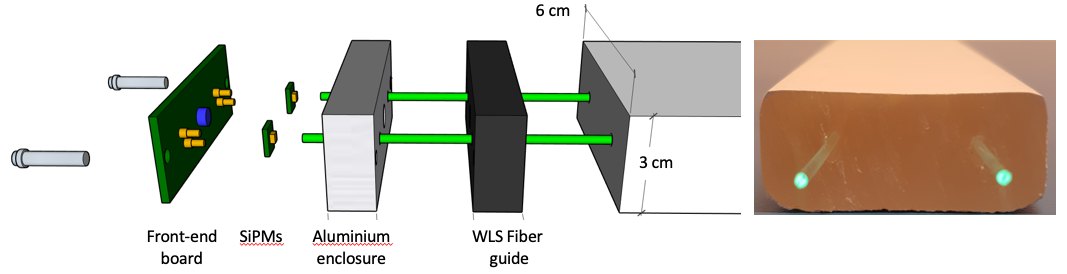 6 cm
3 cm
Front-end
board
SiPMs
Aluminium
enclosure
WLS Fiber
guide